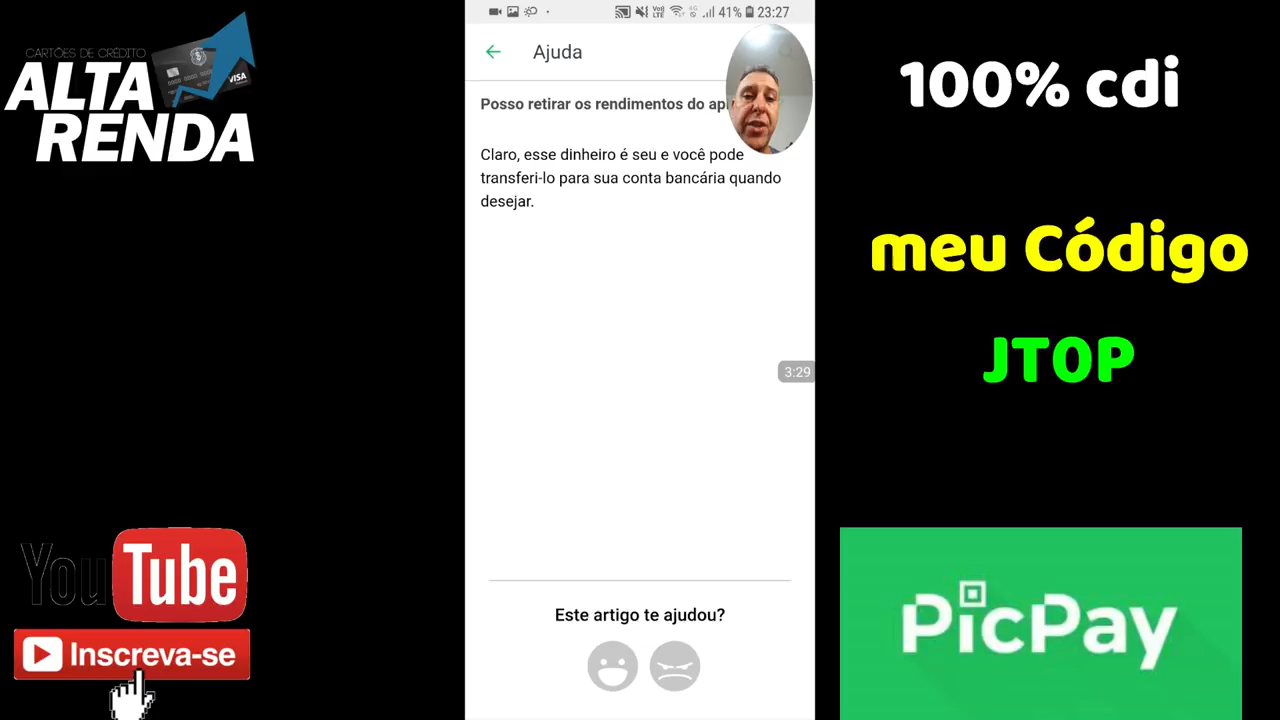 CARTÕES DE CRÉDITO
ALTA
RENDA
VISA
41% 23:27
Ajuda
Posso retirar os rendimentos do
Claro, esse dinheiro é seu e você pode
transferi-lo para sua conta bancária quando
desejar.
3:29
Este artigo te ajudou?
100% cdi
meu Código
JTOP
YouTube
Inscreva-se
PicPay